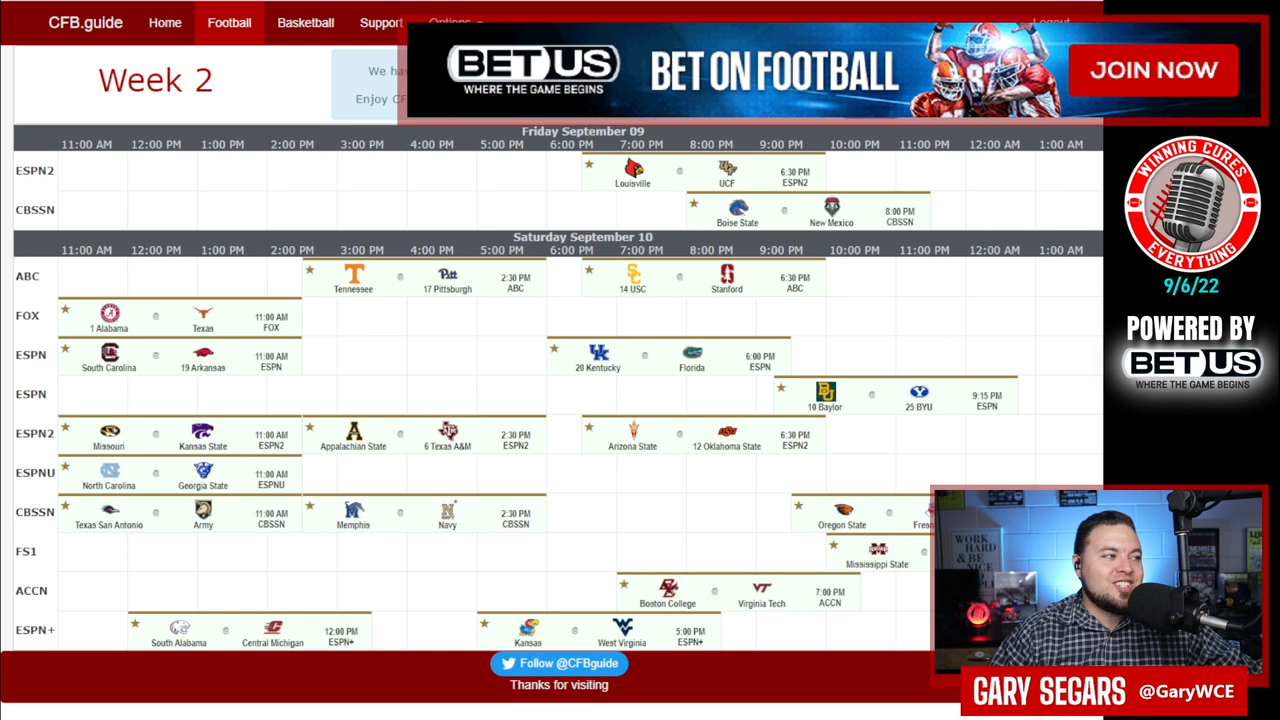 CFB.guide Home Football Basketball Support Options Logout
BETUS
WHERE THE GAME BEGINS
BET ON FOOTBALL
JOIN NOW
Week 2
We hav
Enjoy CF
Friday September 09
11:00 AM 12:00 PM 1:00 PM 2:00 PM 3:00 PM 4:00 PM 5:00 PM 6:00 PM 7:00 PM 8:00 PM 9:00 PM 10:00 PM 11:00 PM 12:00 AM 1:00 AM
ESPN2 Louisville @ UCF 6:30 PM ESPN2
CBSSN Boise State @ New Mexico 8:00 PM CBSSN
Saturday September 10
11:00 AM 12:00 PM 1:00 PM 2:00 PM 3:00 PM 4:00 PM 5:00 PM 6:00 PM 7:00 PM 8:00 PM 9:00 PM 10:00 PM 11:00 PM 12:00 AM 1:00 AM
ABC Tennessee @ 17 Pittsburgh 2:30 PM ABC 14 USC @ Stanford 6:30 PM ABC
FOX 1 Alabama @ Texas 11:00 AM FOX
ESPN South Carolina @ 19 Arkansas 11:00 AM ESPN 20 Kentucky @ Florida 6:00 PM ESPN
ESPN 10 Baylor @ 25 BYU 9:15 PM ESPN
ESPN2 Missouri @ Kansas State 11:00 AM ESPN2 Appalachian State @ 6 Texas A&M 2:30 PM ESPN2 Arizona State @ 12 Oklahoma State 6:30 PM ESPN2
ESPNU North Carolina @ Georgia State 11:00 AM ESPNU
CBSSN Texas San Antonio @ Army 11:00 AM CBSSN Memphis @ Navy 2:30 PM CBSSN Oregon State @ Fresn
FS1 Mississippi State @
ACCN Boston College @ Virginia Tech 7:00 PM ACCN
ESPN+ South Alabama @ Central Michigan 12:00 PM ESPN+ Kansas @ West Virginia 5:00 PM ESPN+
Follow @CFBguide
Thanks for visiting
WINNING CURES
EVERYTHING
9/6/22
POWERED BY
BETUS
WHERE THE GAME BEGINS
WORK
HARD
& BE
NICE
GARY SEGARS @GaryWCE